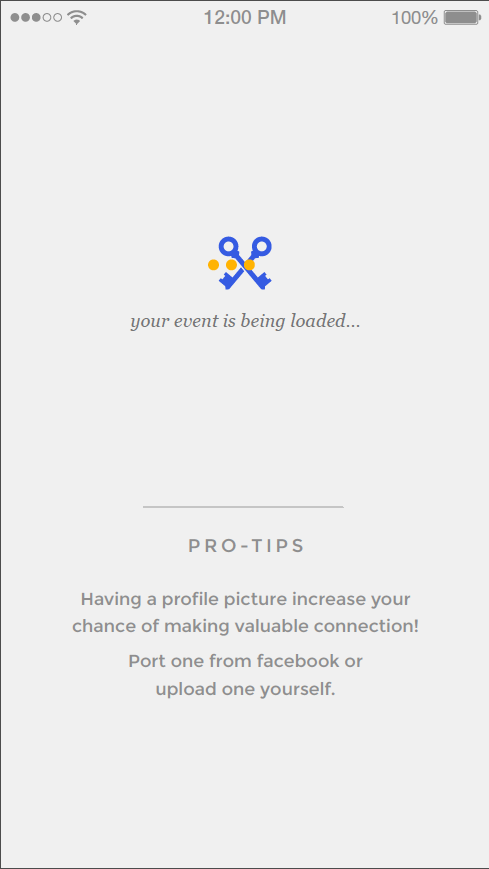 12:00 PM 100%
your event is being loaded...
PRO-TIPS
Having a profile picture increase your
chance of making valuable connection!
Port one from facebook or
upload one yourself.